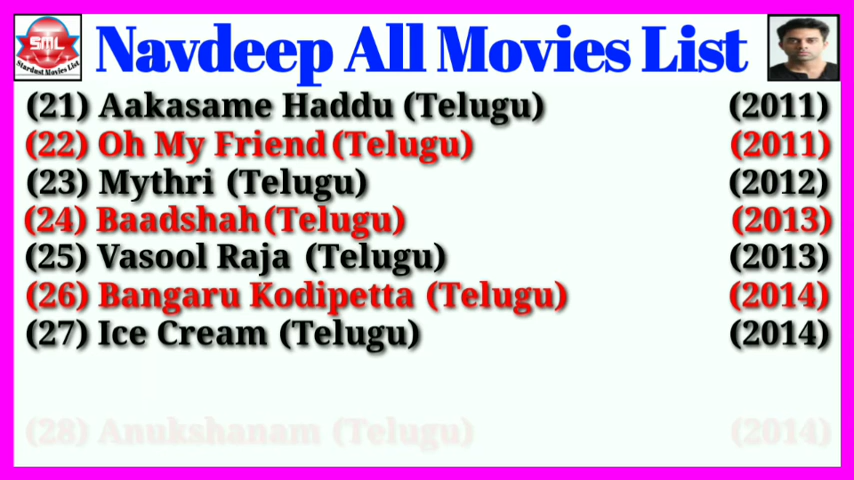 SML
Stardust Movies List
Navdeep All Movies List
(21) Aakasame Haddu (Telugu) (2011)
(22) Oh My Friend (Telugu) (2011)
(23) Mythri (Telugu) (2012)
(24) Baadshah (Telugu) (2013)
(25) Vasool Raja (Telugu) (2013)
(26) Bangaru Kodipetta (Telugu) (2014)
(27) Ice Cream (Telugu) (2014)
(28) Anukshanam (Telugu) (2014)